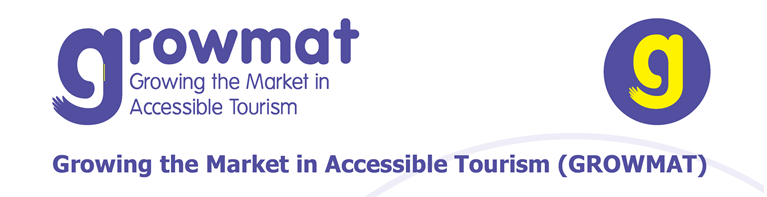 growmat
Growing the Market in
Accessible Tourism
g
Growing the Market in Accessible Tourism (GROWMAT)